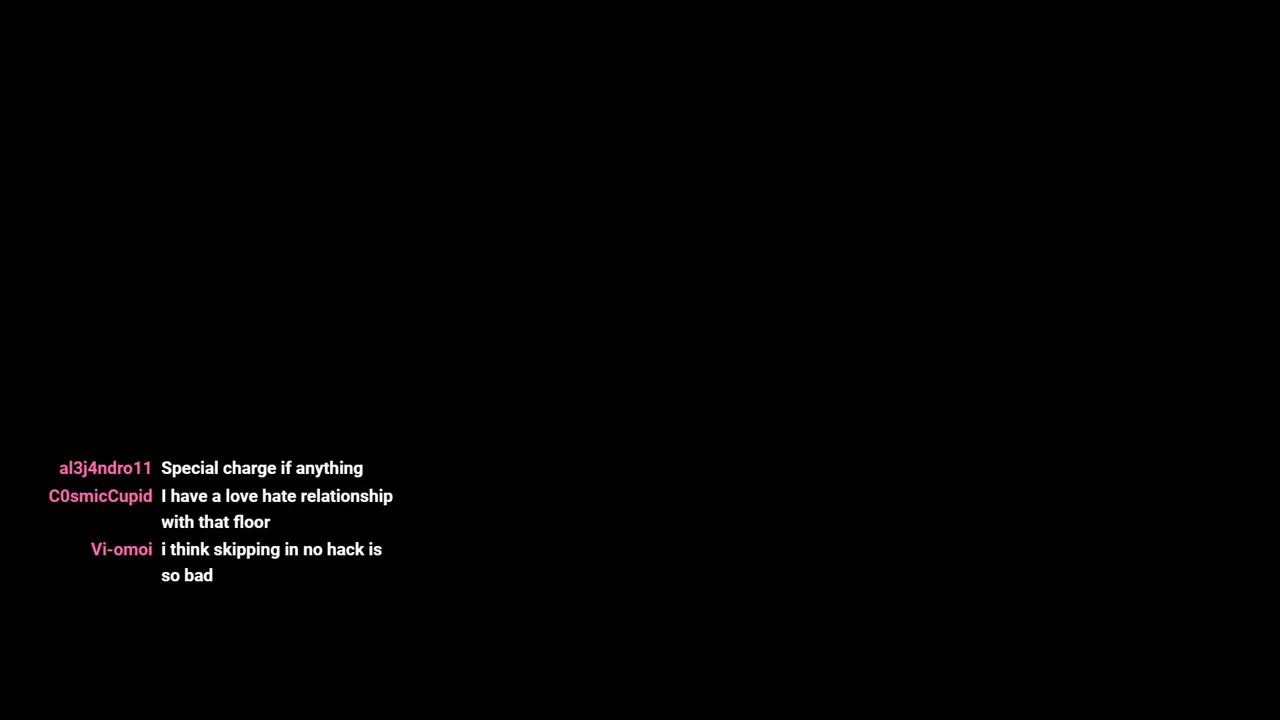 al3j4ndro11 Special charge if anything
C0smicCupid I have a love hate relationship
with that floor
Vi-omoi i think skipping in no hack is
so bad